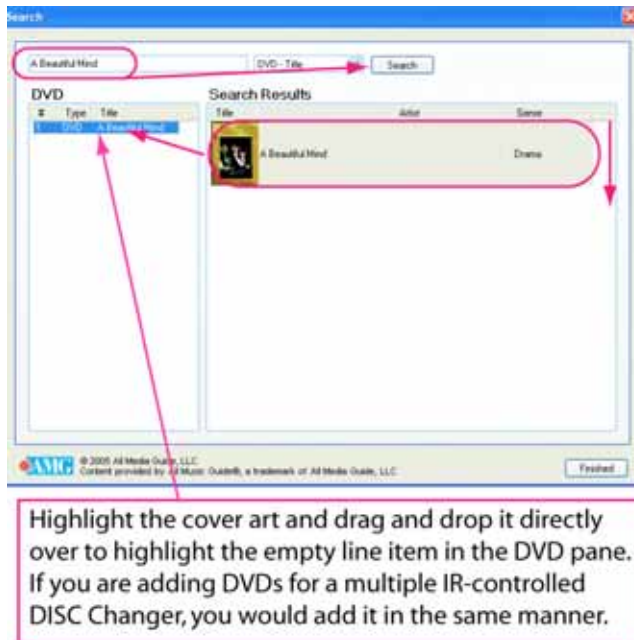 Search
A Beautiful Mind DVD - Title Search
DVD Search Results
# Type Title Title Artist Genre
1 DVD A Beautiful Mind
A Beautiful Mind Drama
AMG © 2005 All Media Guide, LLC
Content provided by All Music Guide®, a trademark of All Media Guide, LLC Finished
Highlight the cover art and drag and drop it directly
over to highlight the empty line item in the DVD pane.
If you are adding DVDs for a multiple IR-controlled
DISC Changer, you would add it in the same manner.